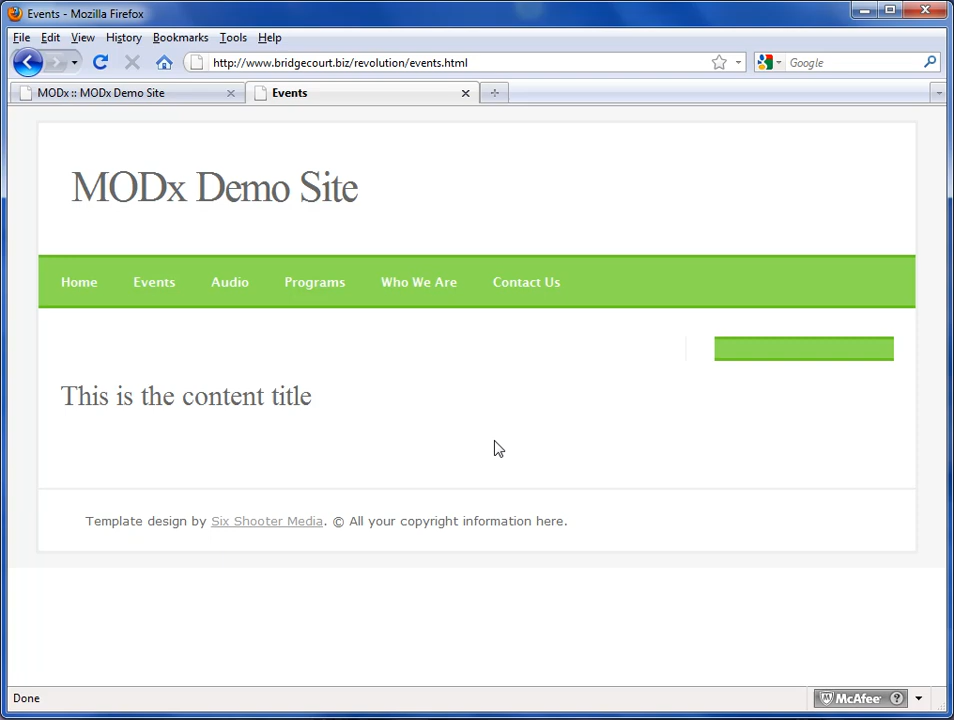 Events - Mozilla Firefox
File Edit View History Bookmarks Tools Help
http://www.bridgecourt.biz/revolution/events.html
Google
MODx :: MODx Demo Site
Events
MODx Demo Site
Home Events Audio Programs Who We Are Contact Us
This is the content title
Template design by Six Shooter Media. © All your copyright information here.
Done
McAfee